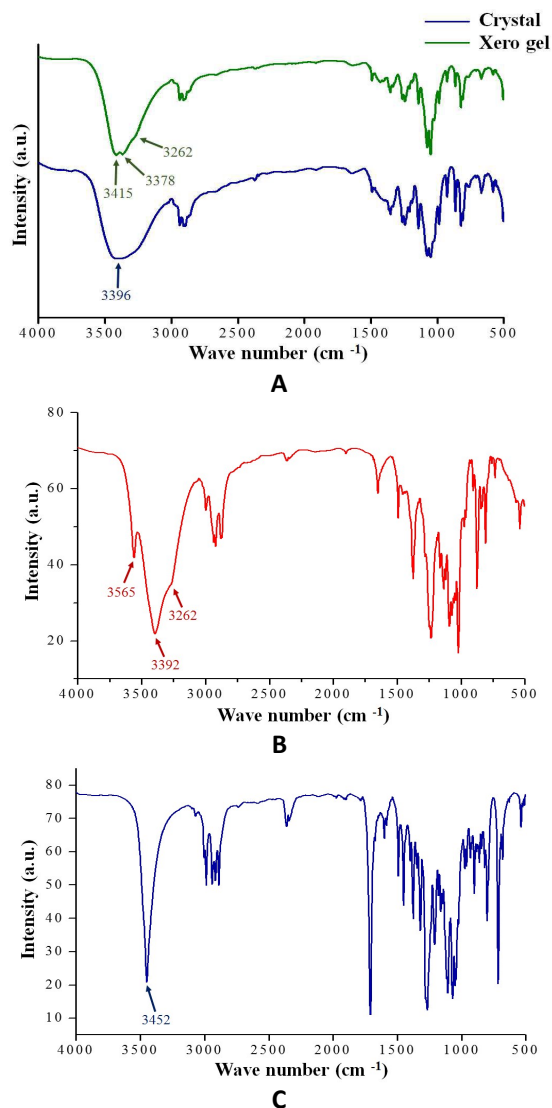 Crystal
Xero gel
Intensity (a.u.)
3262
3378
3415
3396
4000 3500 3000 2500 2000 1500 1000 500
Wave number (cm -1)
A
80
60
40
20
Intensity (a.u.)
3565
3262
3392
4000 3500 3000 2500 2000 1500 1000 500
Wave number (cm -1)
B
80
70
60
50
40
30
20
10
Intensity (a.u.)
3452
4000 3500 3000 2500 2000 1500 1000 500
Wave number (cm -1)
C